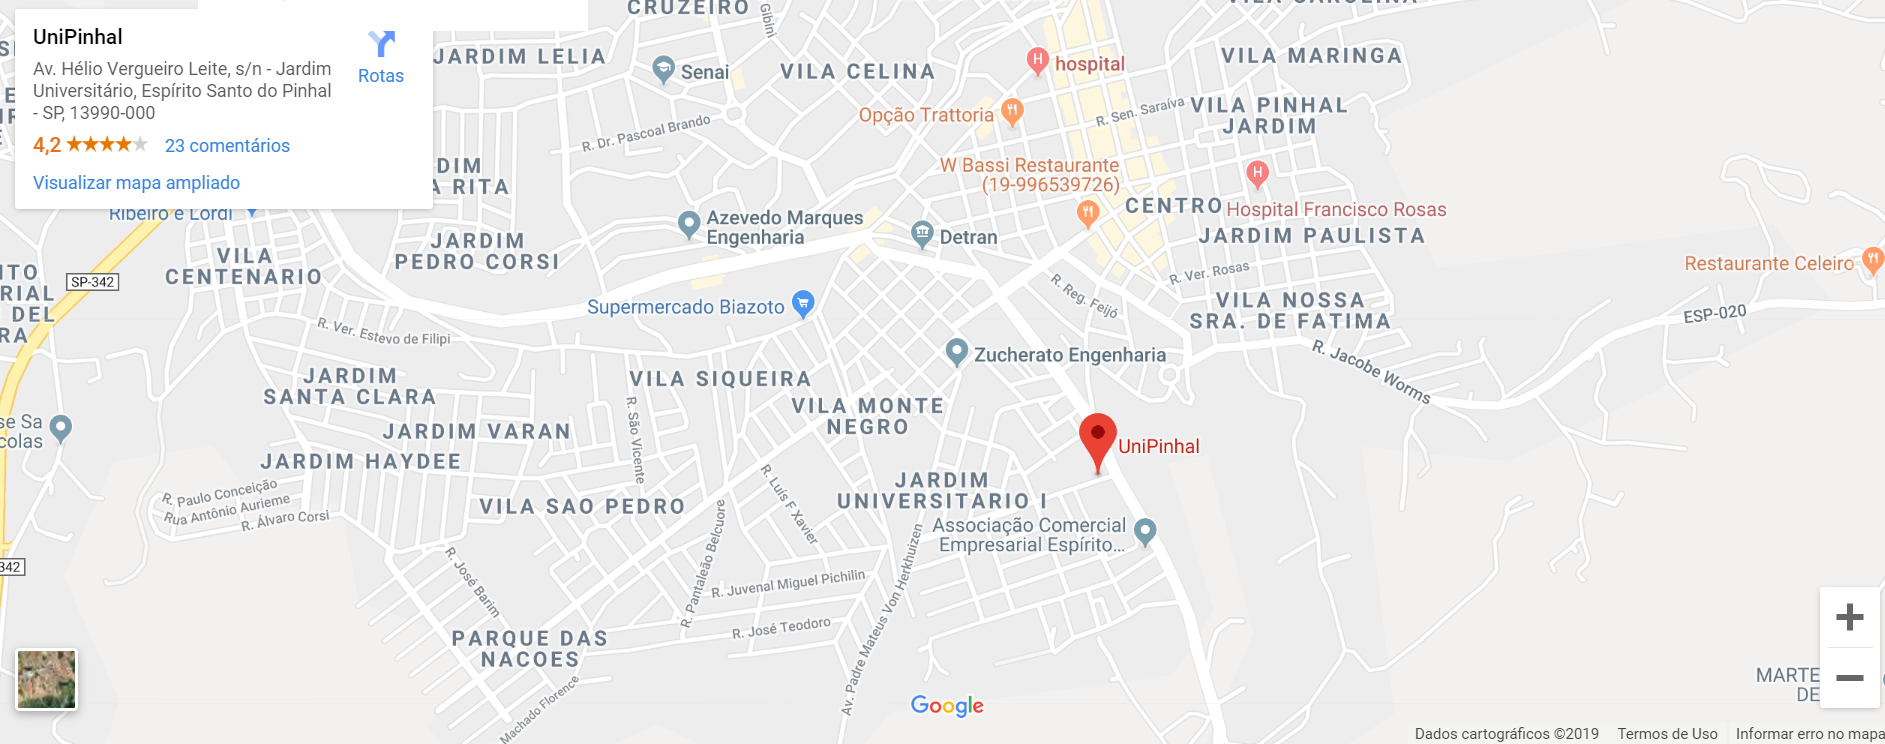 UniPinhal
Av. Hélio Vergueiro Leite, s/n - Jardim
Universitário, Espírito Santo do Pinhal
- SP, 13990-000
Rotas
4,2
23 comentários
Visualizar mapa ampliado
CRUZEIRO
Gibini
VILA CAROLINA
JARDIM LELIA
Senai
VILA CELINA
hospital
VILA MARINGA
Opção Trattoria
R. Sen. Saraiva
VILA PINHAL
JARDIM
R. Dr. Pascoal Brando
DIM
A RITA
W Bassi Restaurante
(19-996539726)
CENTRO
Hospital Francisco Rosas
JARDIM PAULISTA
Ribeiro e Lordi
Azevedo Marques
Engenharia
Detran
JARDIM
PEDRO CORSI
VILA
CENTENARIO
SP-342
ITO
RIAL
DEL
RA
R. Ver. Rosas
R. Reg. Feijó
Restaurante Celeiro
Supermercado Biazoto
VILA NOSSA
SRA. DE FATIMA
ESP-020
R. Ver. Estevo de Filipi
Zucherato Engenharia
R. Jacobe Worms
JARDIM
SANTA CLARA
VILA SIQUEIRA
VILA MONTE
NEGRO
R. São Vicente
se Sa
colas
JARDIM VARAN
JARDIM HAYDEE
UniPinhal
R. Paulo Conceição
Rua Antônio Aurieme
R. Álvaro Corsi
VILA SAO PEDRO
R. Luís F Xavier
JARDIM
UNIVERSITARIO I
Associação Comercial
Empresarial Espírito...
342
R. José Barim
R. Pantaleão Belcuore
R. Juvenal Miguel Pichilin
R. José Teodoro
Av. Padre Mateus Von Herkhuizen
PARQUE DAS
NACOES
Machado Florence
MARTE
DE
Google
Dados cartográficos ©2019
Termos de Uso
Informar erro no mapa